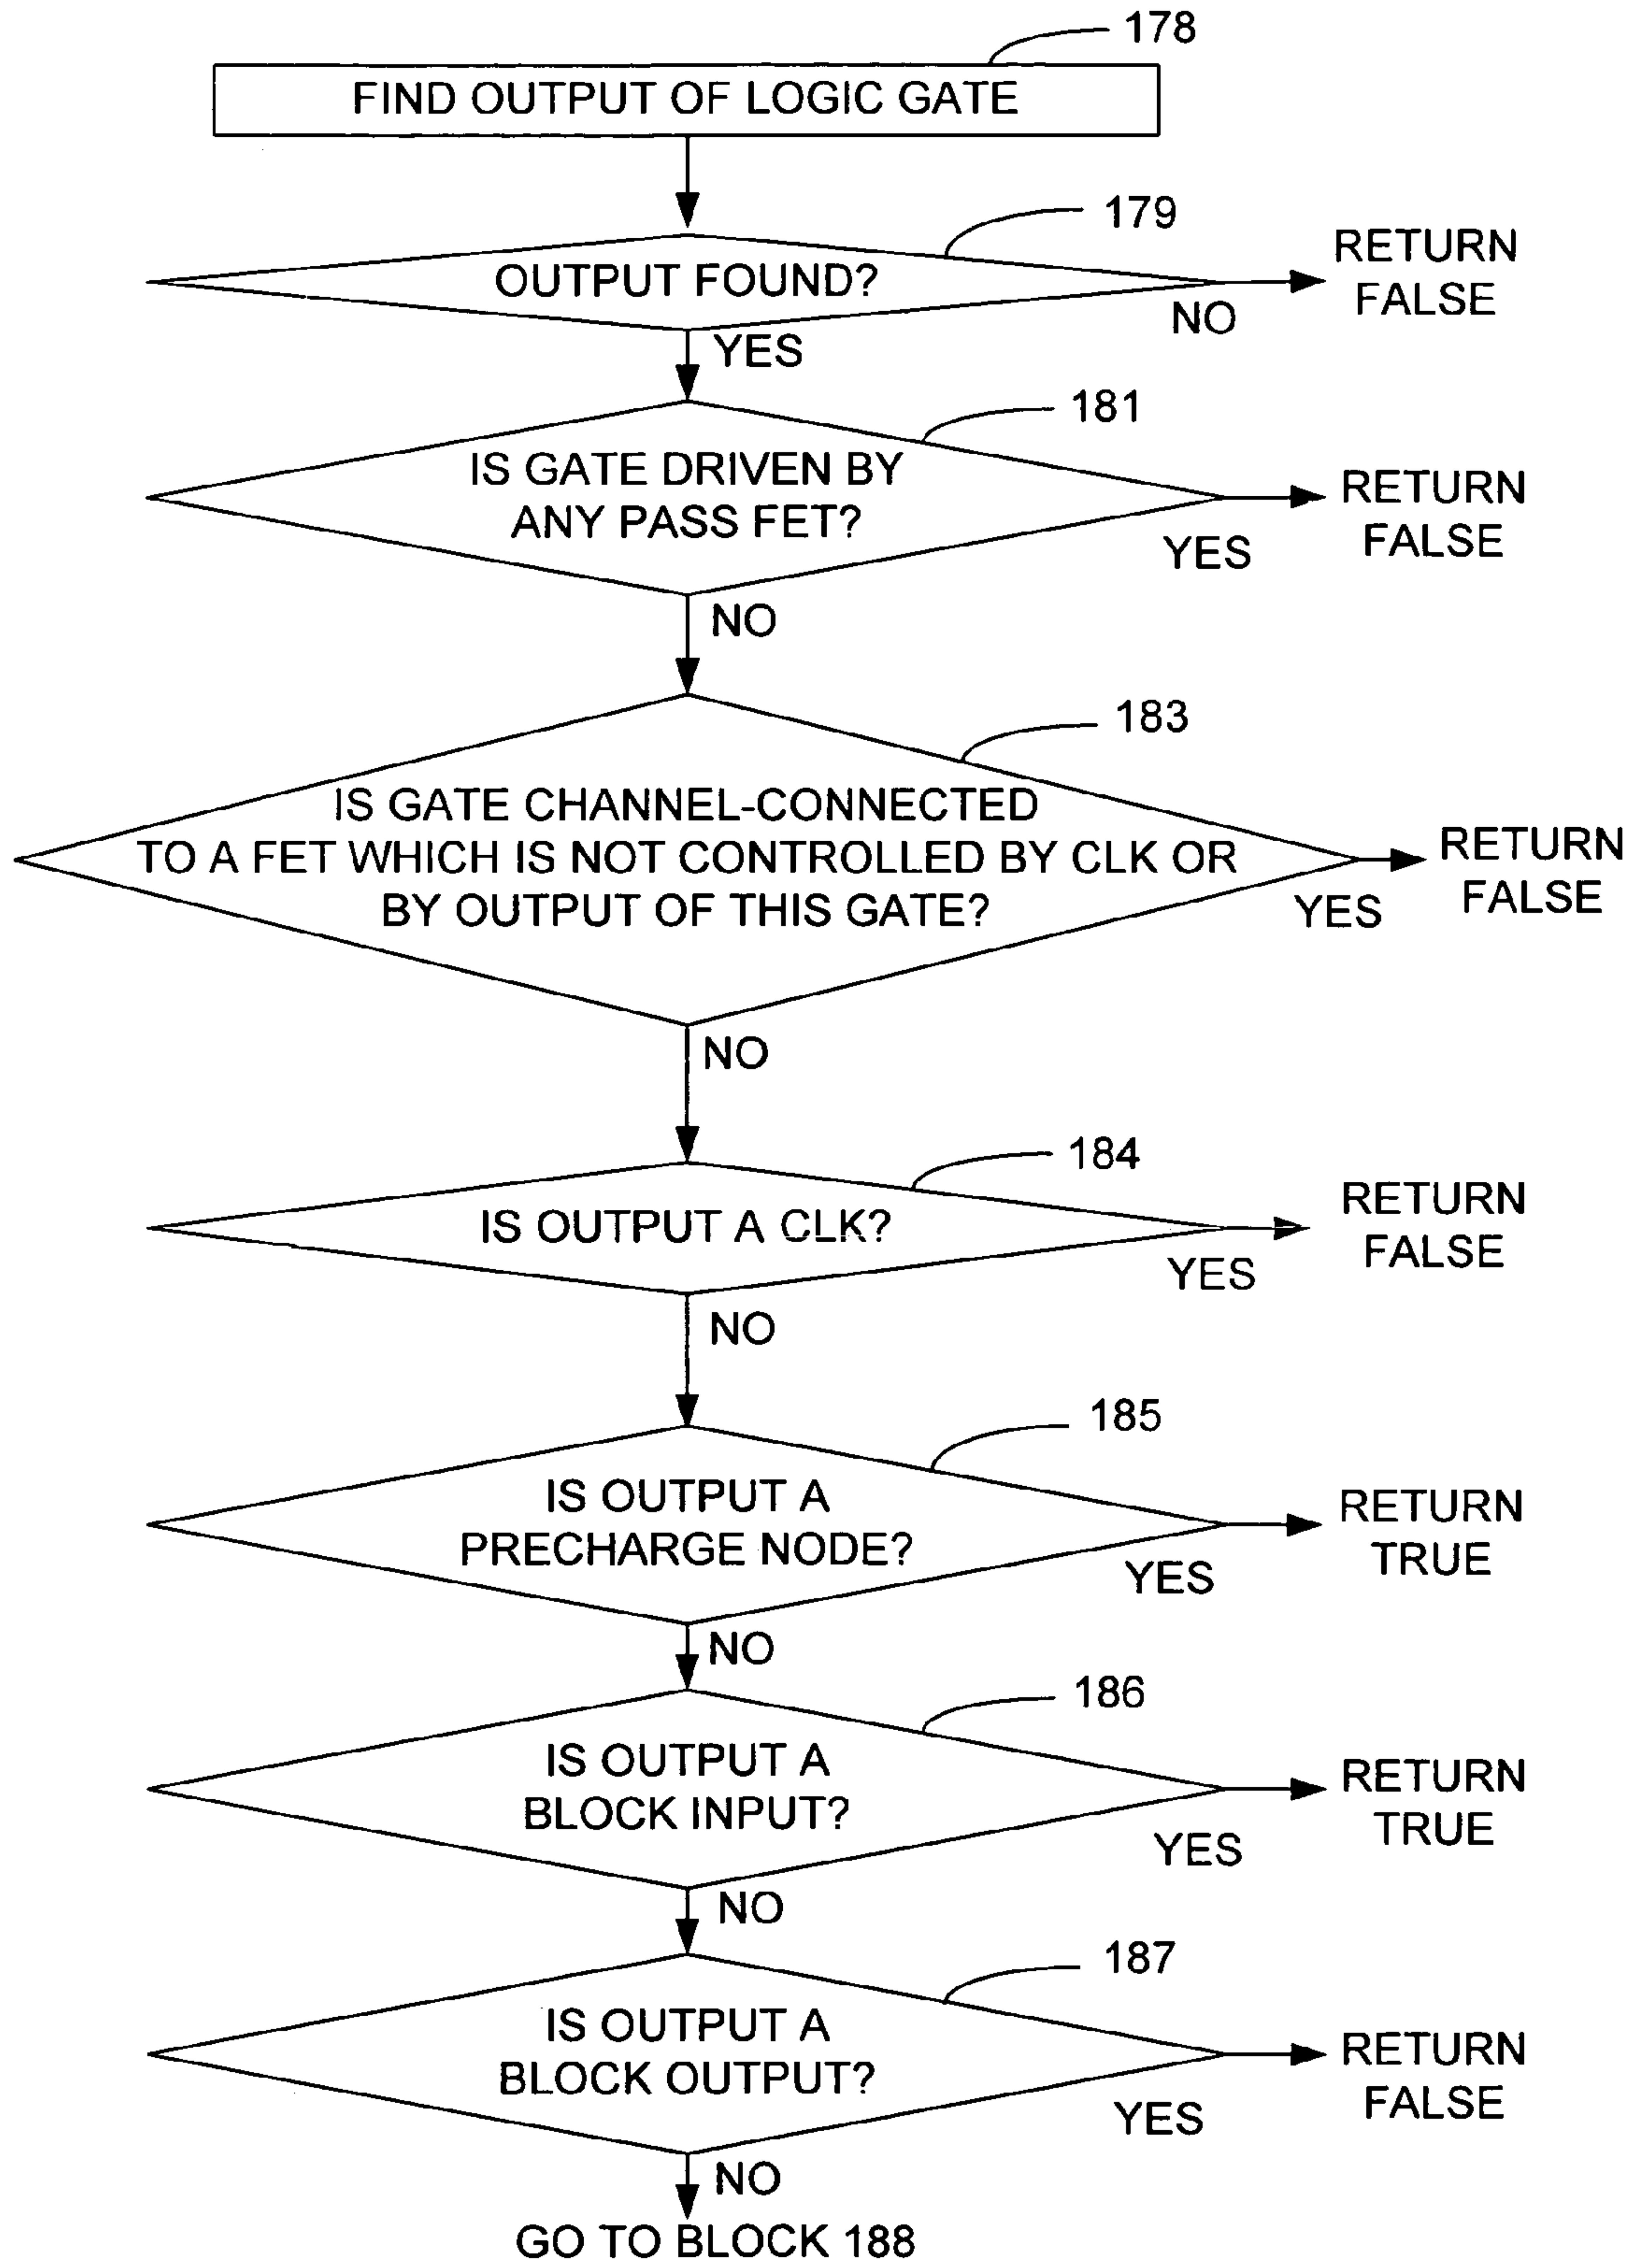 178
FIND OUTPUT OF LOGIC GATE
179
OUTPUT FOUND?
RETURN
FALSE
NO
YES
181
IS GATE DRIVEN BY
ANY PASS FET?
RETURN
FALSE
YES
NO
183
IS GATE CHANNEL-CONNECTED
TO A FET WHICH IS NOT CONTROLLED BY CLK OR
BY OUTPUT OF THIS GATE?
RETURN
FALSE
YES
NO
184
IS OUTPUT A CLK?
RETURN
FALSE
YES
NO
185
IS OUTPUT A
PRECHARGE NODE?
RETURN
TRUE
YES
NO
186
IS OUTPUT A
BLOCK INPUT?
RETURN
TRUE
YES
NO
187
IS OUTPUT A
BLOCK OUTPUT?
RETURN
FALSE
YES
NO
GO TO BLOCK 188